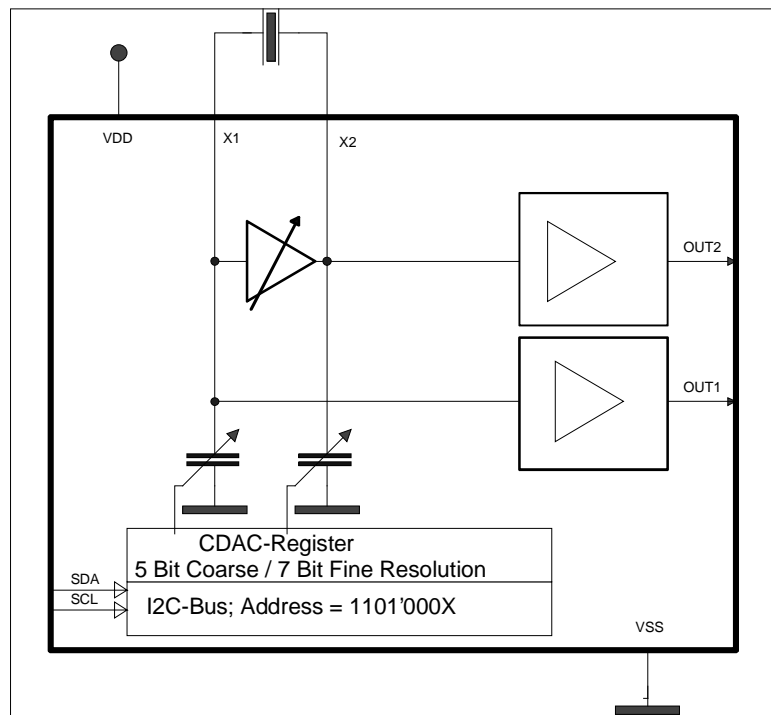 VDD
X1
X2
OUT2
OUT1
CDAC-Register
5 Bit Coarse / 7 Bit Fine Resolution
SDA
SCL
I2C-Bus; Address = 1101'000X
VSS